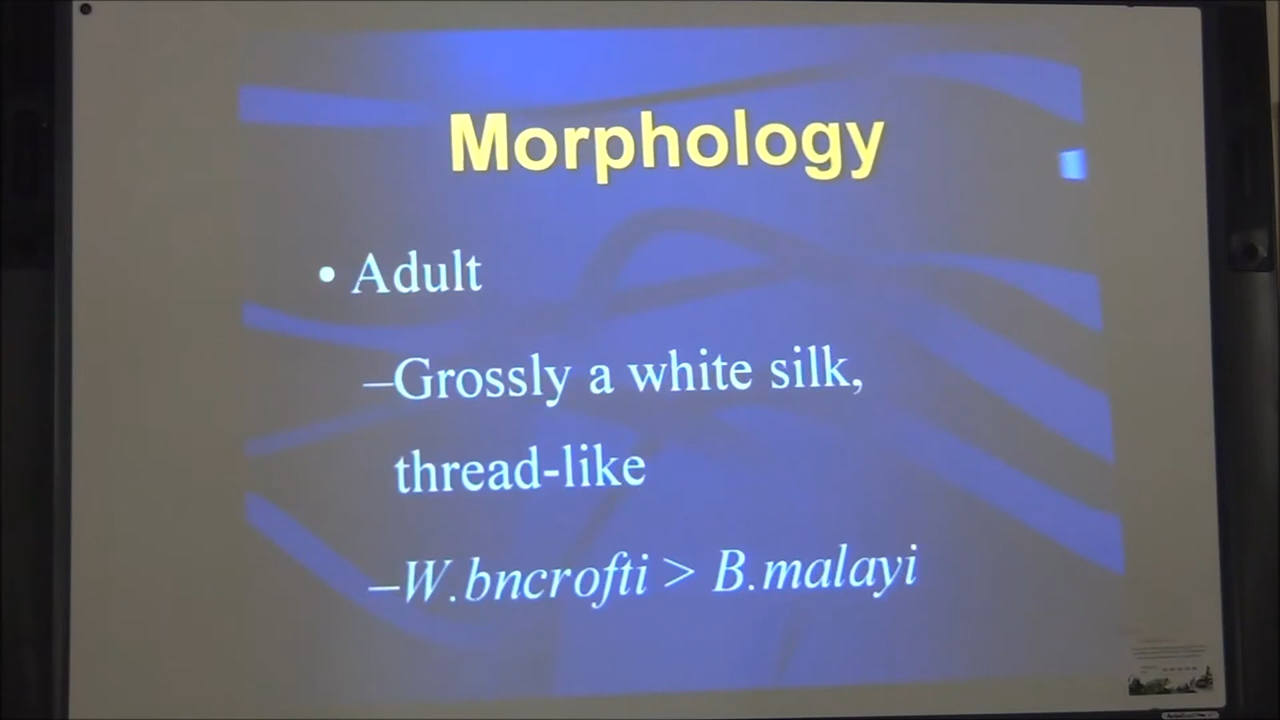 Morphology
• Adult
–Grossly a white silk,
thread-like
–W.bncrofti > B.malayi